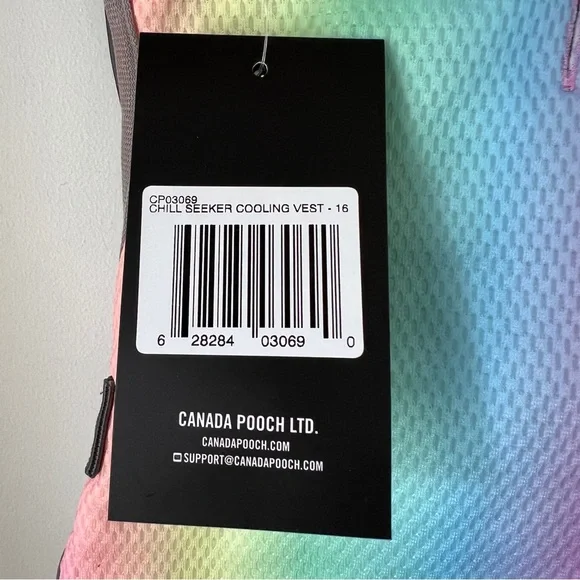 CP03069
CHILL SEEKER COOLING VEST - 16
6 28284 03069 0
CANADA POOCH LTD.
CANADAPOOCH.COM
SUPPORT@CANADAPOOCH.COM